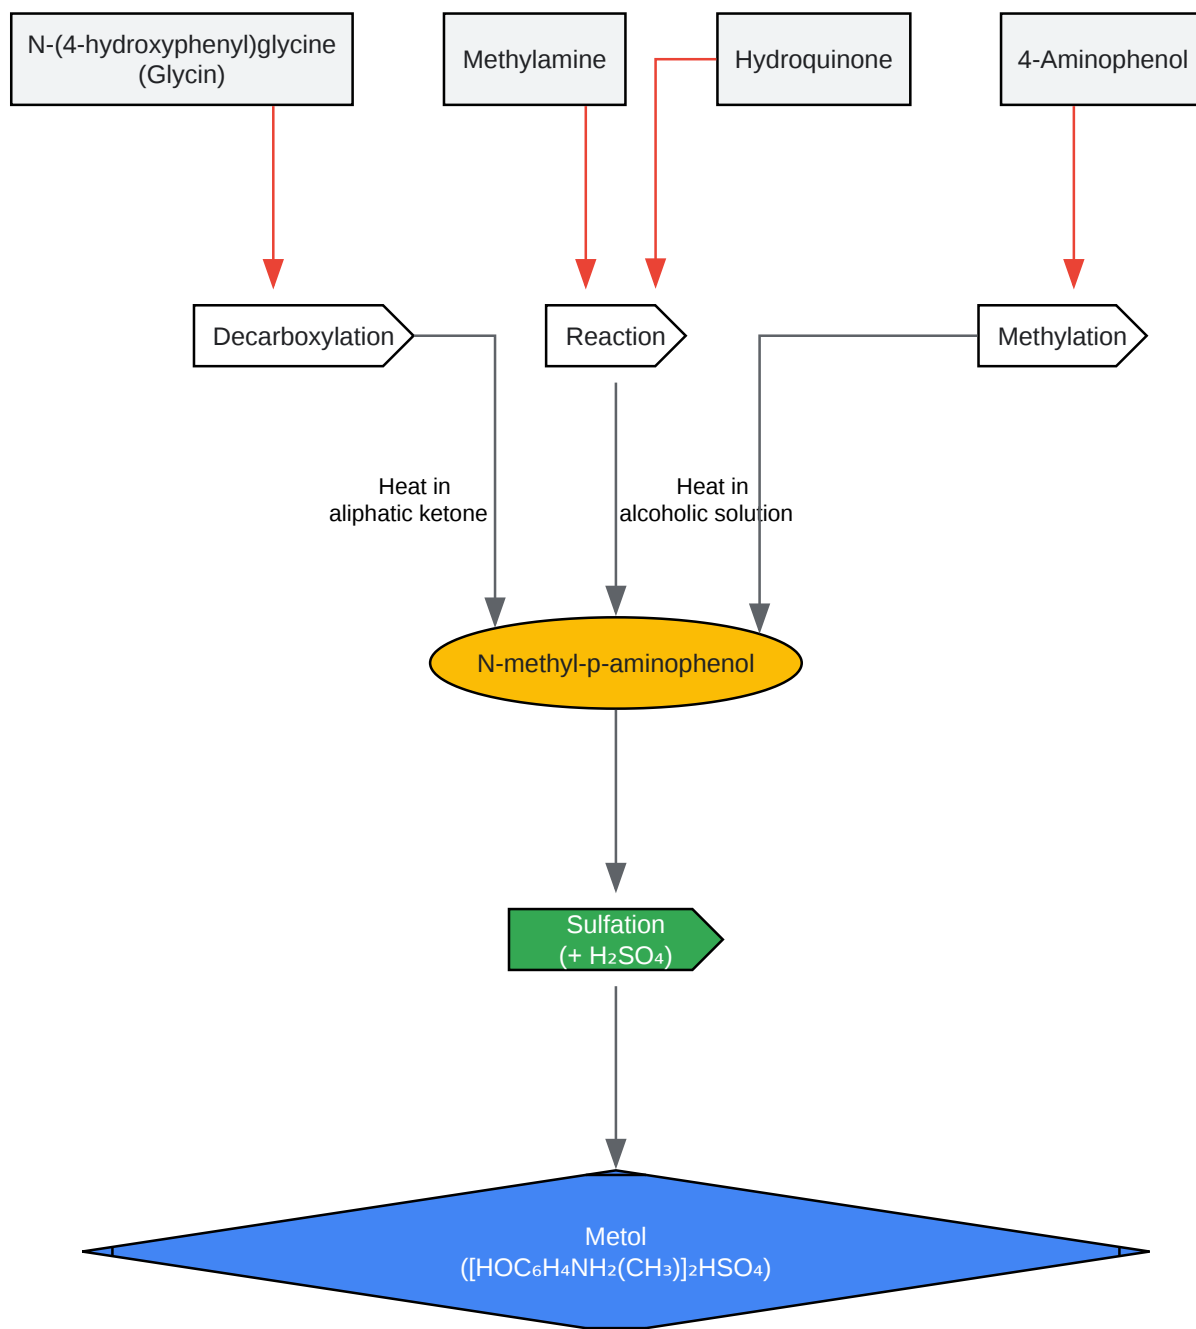 N-(4-hydroxyphenyl)glycine
(Glycin)
Methylamine
Hydroquinone
4-Aminophenol
Decarboxylation
Reaction
Methylation
Heat in
aliphatic ketone
Heat in
alcoholic solution
N-methyl-p-aminophenol
Sulfation
(+ H₂SO₄)
Metol
([HOC₆H₄NH₂(CH₃)]₂HSO₄)